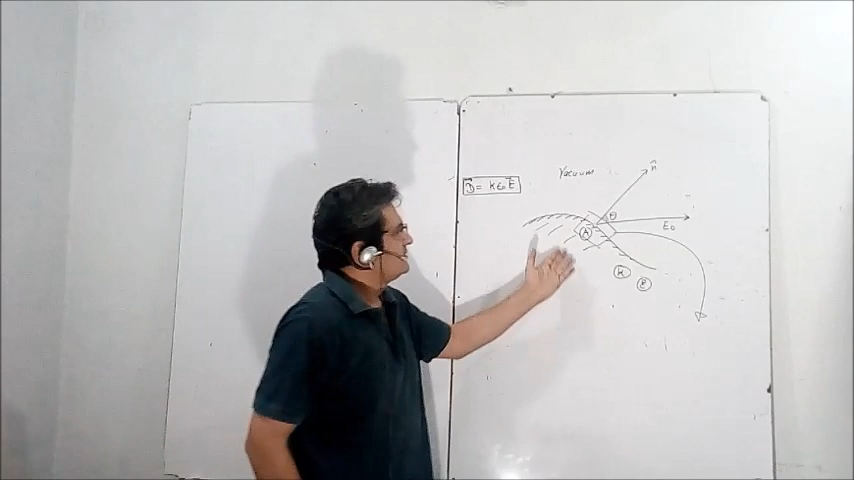 Vacuum
n̂
D⃗ = kε₀E⃗
θ
E₀
A
K